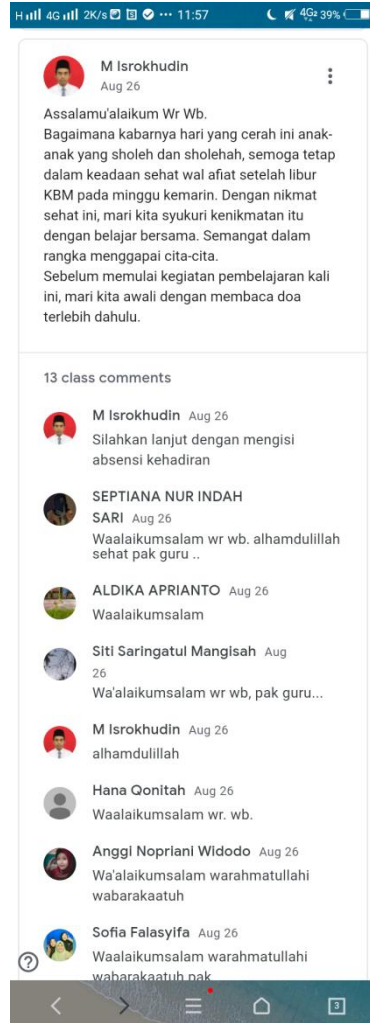 4G 2K/s ... 11:57 4G2 39%
M Isrokhudin
Aug 26
Assalamu'alaikum Wr Wb.
Bagaimana kabarnya hari yang cerah ini anak-
anak yang sholeh dan sholehah, semoga tetap
dalam keadaan sehat wal afiat setelah libur
KBM pada minggu kemarin. Dengan nikmat
sehat ini, mari kita syukuri kenikmatan itu
dengan belajar bersama. Semangat dalam
rangka menggapai cita-cita.
Sebelum memulai kegiatan pembelajaran kali
ini, mari kita awali dengan membaca doa
terlebih dahulu.
13 class comments
M Isrokhudin Aug 26
Silahkan lanjut dengan mengisi
absensi kehadiran
SEPTIANA NUR INDAH
SARI Aug 26
Waalaikumsalam wr wb. alhamdulillah
sehat pak guru ..
ALDIKA APRIANTO Aug 26
Waalaikumsalam
Siti Saringatul Mangisah Aug
26
Wa'alaikumsalam wr wb, pak guru...
M Isrokhudin Aug 26
alhamdulillah
Hana Qonitah Aug 26
Waalaikumsalam wr. wb.
Anggi Nopriani Widodo Aug 26
Wa'alaikumsalam warahmatullahi
wabarakaatuh
Sofia Falasyifa Aug 26
Waalaikumsalam warahmatullahi
wabarakaatuh pak
3